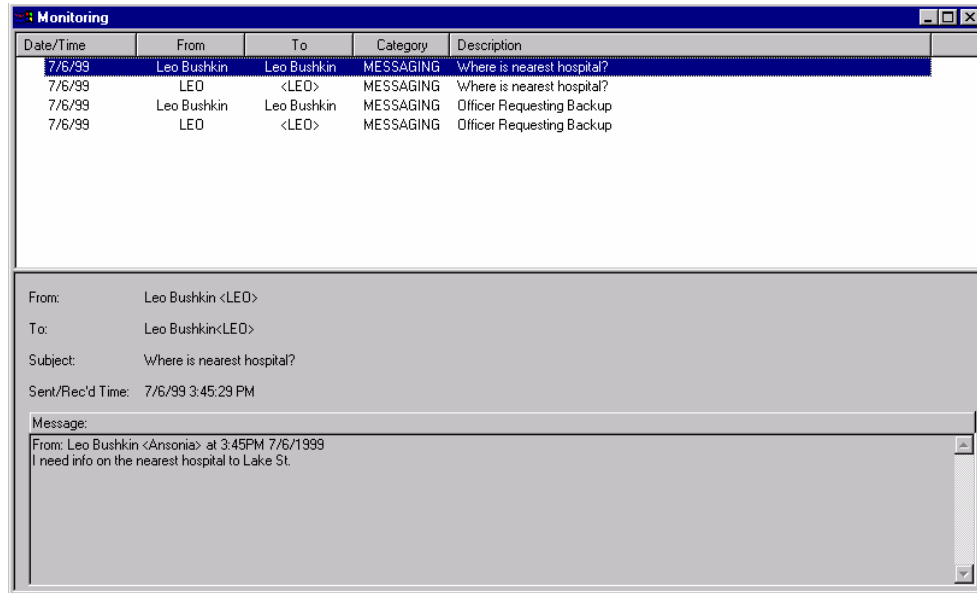 Monitoring
Date/Time From To Category Description
7/6/99 Leo Bushkin Leo Bushkin MESSAGING Where is nearest hospital?
7/6/99 LEO <LEO> MESSAGING Where is nearest hospital?
7/6/99 Leo Bushkin Leo Bushkin MESSAGING Officer Requesting Backup
7/6/99 LEO <LEO> MESSAGING Officer Requesting Backup
From: Leo Bushkin <LEO>
To: Leo Bushkin<LEO>
Subject: Where is nearest hospital?
Sent/Rec'd Time: 7/6/99 3:45:29 PM
Message:
From: Leo Bushkin <Ansonia> at 3:45PM 7/6/1999
I need info on the nearest hospital to Lake St.